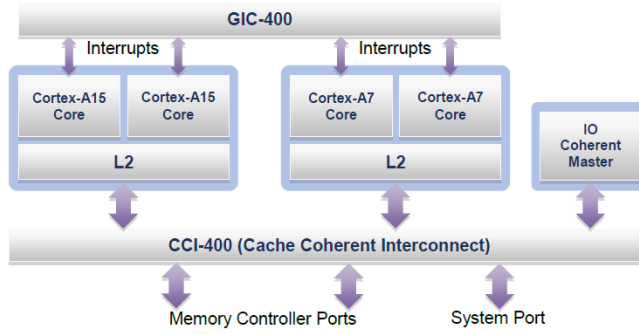 GIC-400
Interrupts
Interrupts
Cortex-A15
Core
Cortex-A15
Core
L2
Cortex-A7
Core
Cortex-A7
Core
L2
IO
Coherent
Master
CCI-400 (Cache Coherent Interconnect)
Memory Controller Ports
System Port